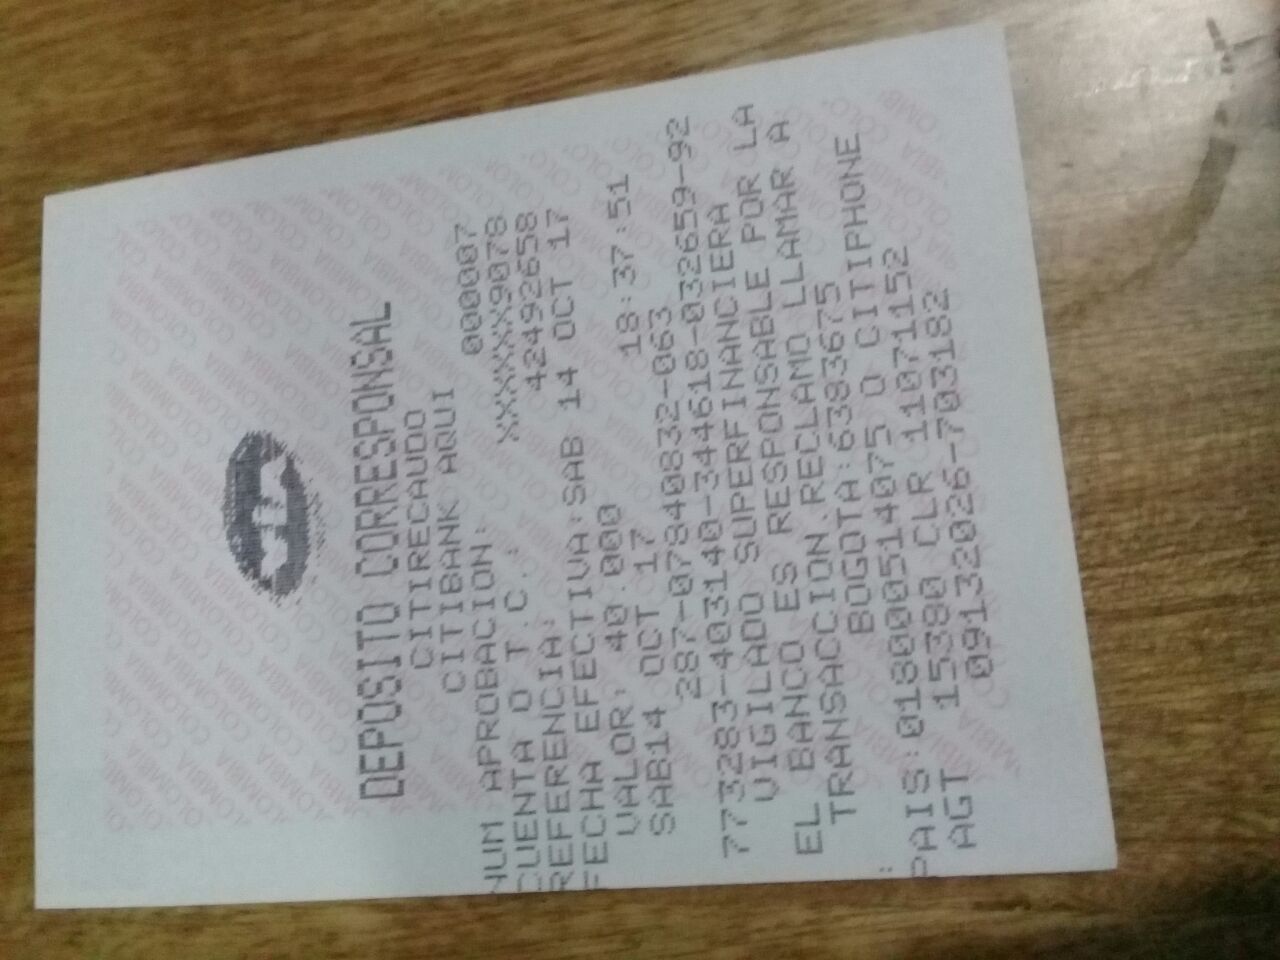 DEPOSITO CORRESPONSAL
CITIRECAUDO
CITIBANK AQUI
NUM APROBACION: 000007
CUENTA O T.C.: XXXXXX9078
REFERENCIA: 42492658
FECHA EFECTIVA:SAB 14 OCT 17
VALOR: 40.000
SAB14 OCT 17 18:37:51
287-07840832-063
773283-403140-344618-032659-92
VIGILADO SUPERFINANCIERA
EL BANCO ES RESPONSABLE POR LA
TRANSACCION.RECLAMO LLAMAR A
BOGOTA:6383675
PAIS:018000514075 O CITIPHONE
AGT 15380 CLR 11071152
09132026-703182